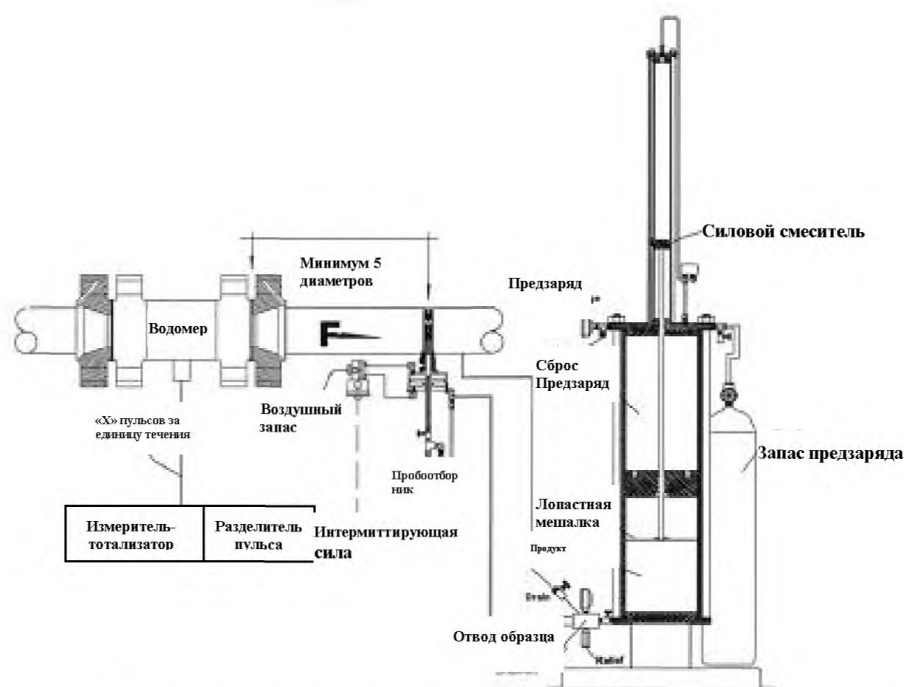 Силовой смеситель
Минимум 5
диаметров
Предзаряд
Водомер
F
Сброс
Предзаряд
Воздушный
запас
«X» пульсов за
единицу течения
Запас предзаряда
Пробоотбор
ник
Лопастная
мешалка
Измеритель-
тотализатор
Разделитель
пульса
Интермиттирующая
сила
Продукт
Drain
Отвод образца
Relief